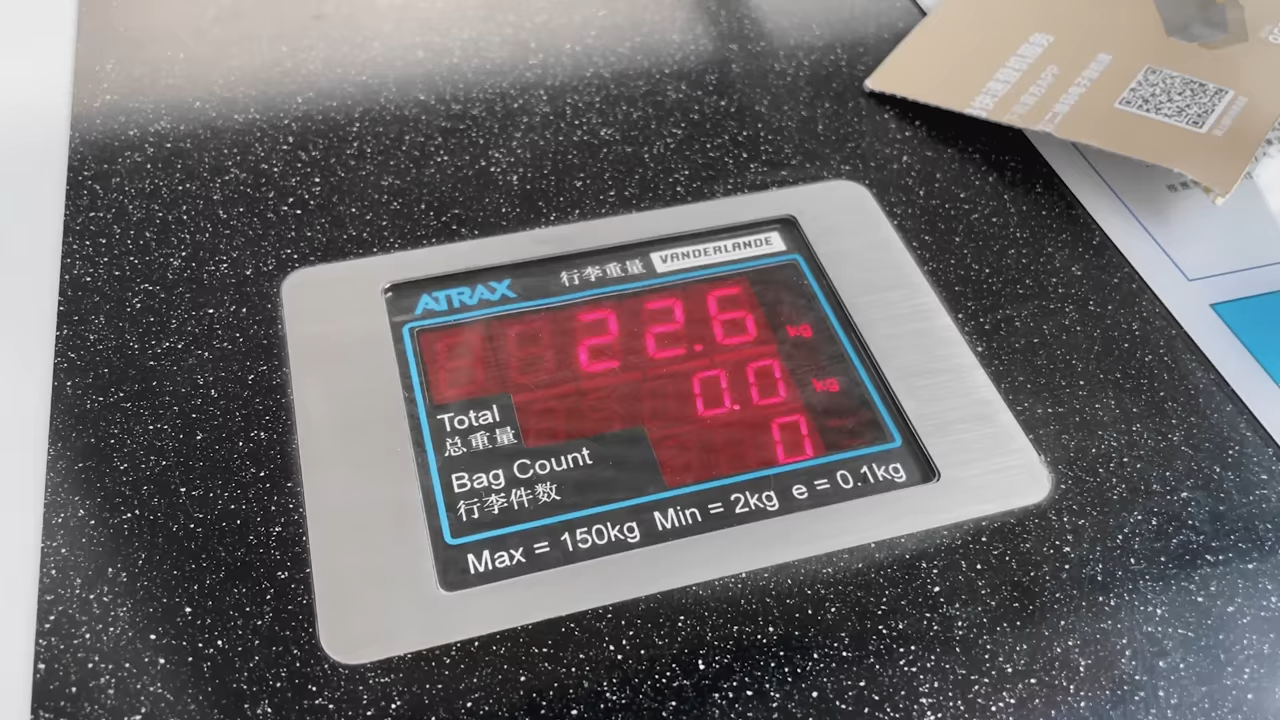 ATRAX 行李重量 VANDERLANDE
22.6 kg
0.0 kg
Total
总重量
0
Bag Count
行李件数
Max = 150kg Min = 2kg e = 0.1kg